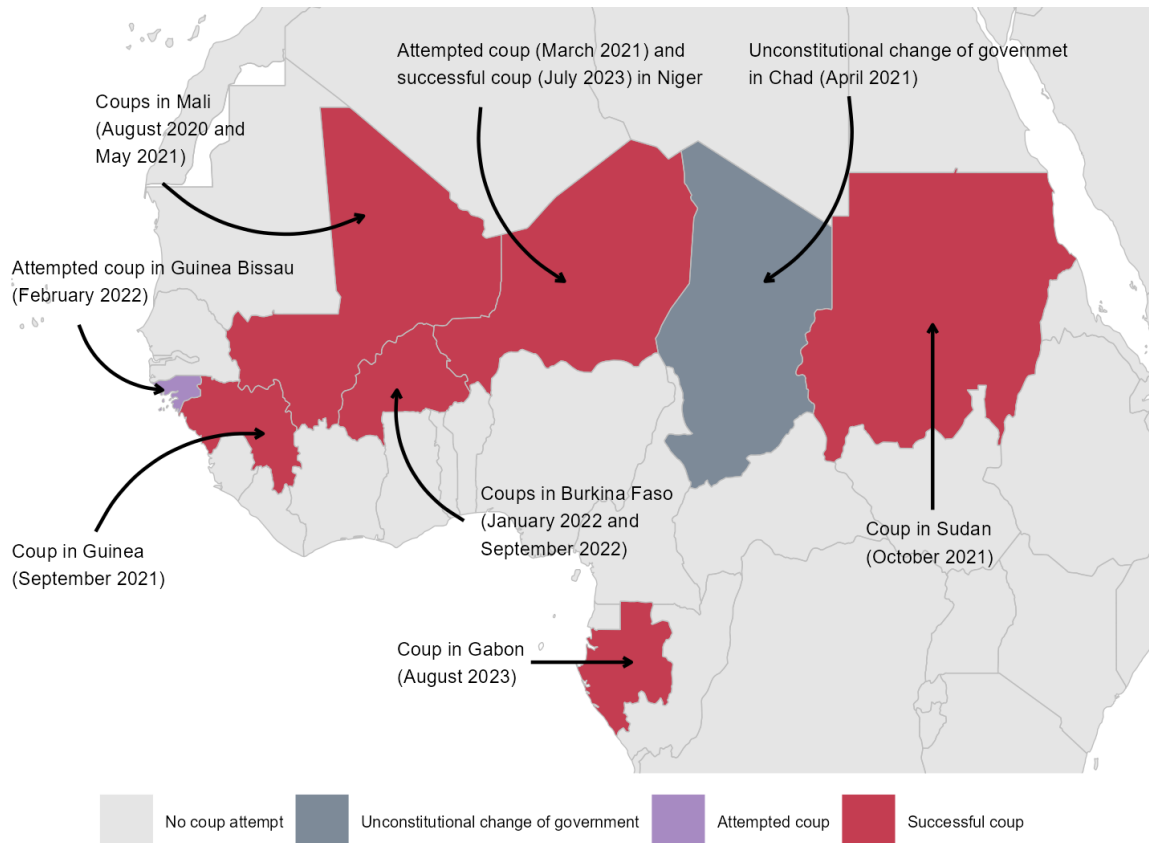 Attempted coup (March 2021) and
successful coup (July 2023) in Niger
Unconstitutional change of governmet
in Chad (April 2021)
Coups in Mali
(August 2020 and
May 2021)
Attempted coup in Guinea Bissau
(February 2022)
Coups in Burkina Faso
(January 2022 and
September 2022)
Coup in Sudan
(October 2021)
Coup in Guinea
(September 2021)
Coup in Gabon
(August 2023)
No coup attempt
Unconstitutional change of government
Attempted coup
Successful coup